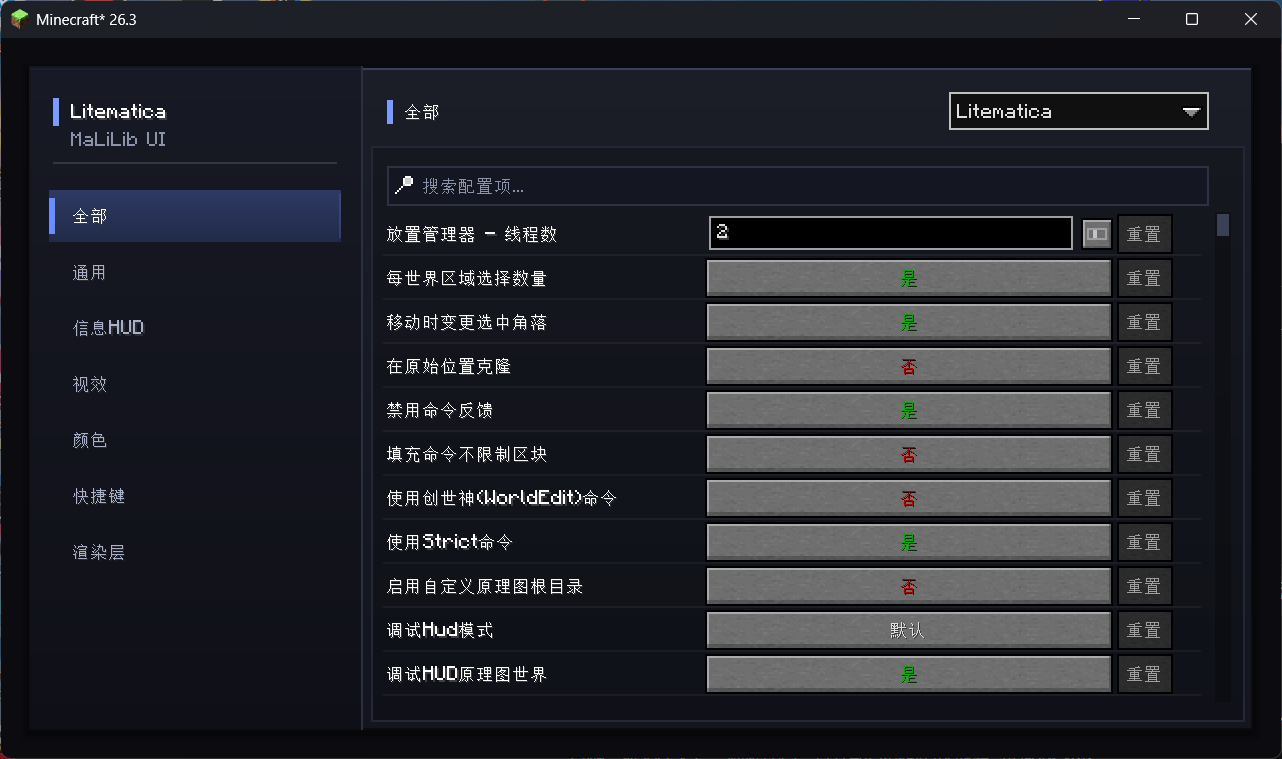 Minecraft* 26.3
Litematica
MaLiLib UI
全部
通用
信息HUD
视效
颜色
快捷键
渲染层
全部
Litematica
搜索配置项...
放置管理器 - 线程数 2 重置
每世界区域选择数量 是 重置
移动时变更选中角落 是 重置
在原始位置克隆 否 重置
禁用命令反馈 是 重置
填充命令不限制区块 否 重置
使用创世神(WorldEdit)命令 否 重置
使用Strict命令 是 重置
启用自定义原理图根目录 否 重置
调试Hud模式 默认 重置
调试HUD原理图世界 是 重置